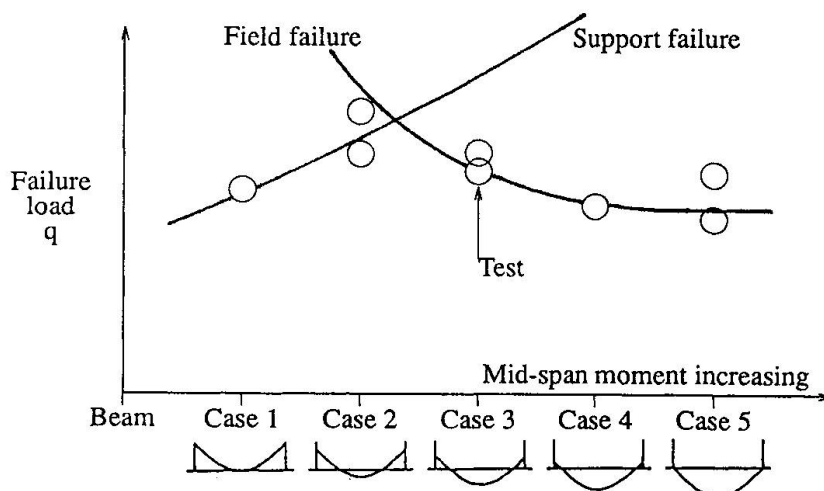 Field failure
Support failure
Failure
load
q
Test
Mid-span moment increasing
Beam Case 1 Case 2 Case 3 Case 4 Case 5